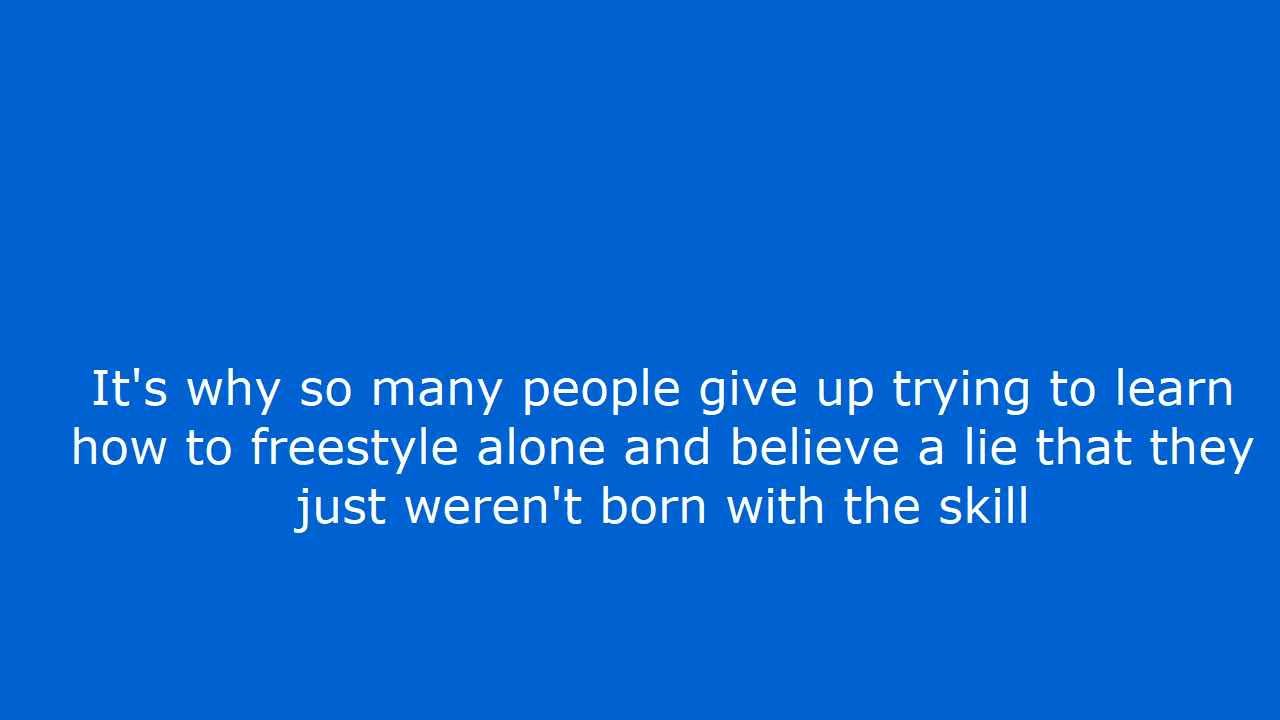 It's why so many people give up trying to learn
how to freestyle alone and believe a lie that they
just weren't born with the skill